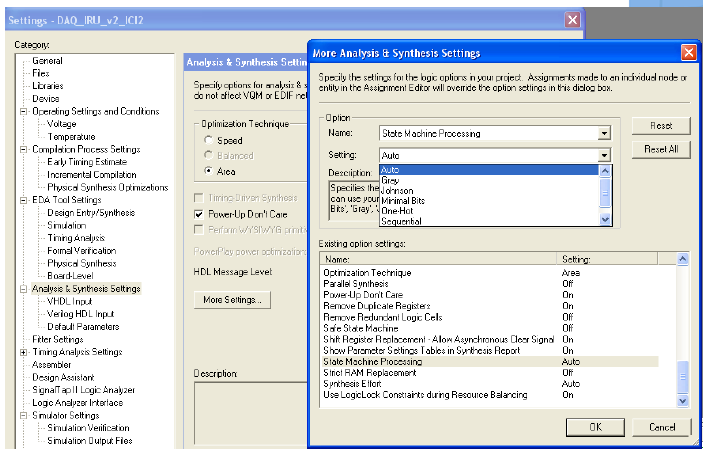 Settings - DAQ_IRU_v2_ICI2
Category:
General
Files
Libraries
Device
Operating Settings and Conditions
Voltage
Temperature
Compilation Process Settings
Early Timing Estimate
Incremental Compilation
Physical Synthesis Optimizations
EDA Tool Settings
Design Entry/Synthesis
Simulation
Timing Analysis
Formal Verification
Physical Synthesis
Board-Level
Analysis & Synthesis Settings
VHDL Input
Verilog HDL Input
Default Parameters
Fitter Settings
Timing Analysis Settings
Assembler
Design Assistant
SignalTap II Logic Analyzer
Logic Analyzer Interface
Simulator Settings
Simulation Verification
Simulation Output Files
Analysis & Synthesis Settin
Specify options for analysis & s
do not affect VQM or EDIF net
Optimization Technique
Speed
Balanced
Area
Timing-Driven Synthesis
Power-Up Don't Care
Perform WYSIWYG primiti
PowerPlay power optimization:
HDL Message Level:
More Settings...
Description:
More Analysis & Synthesis Settings
Specify the settings for the logic options in your project. Assignments made to an individual node or
entity in the Assignment Editor will override the option settings in this dialog box.
Option
Name: State Machine Processing
Reset
Setting: Auto
Reset All
Auto
Gray
Johnson
Minimal Bits
One-Hot
Sequential
Description:
Specifies the
can use your
Bits', 'Gray',
Existing option settings:
Name: Setting:
Optimization Technique Area
Parallel Synthesis Off
Power-Up Don't Care On
Remove Duplicate Registers On
Remove Redundant Logic Cells Off
Safe State Machine Off
Shift Register Replacement - Allow Asynchronous Clear Signal On
Show Parameter Settings Tables in Synthesis Report On
State Machine Processing Auto
Strict RAM Replacement Off
Synthesis Effort Auto
Use LogicLock Constraints during Resource Balancing On
OK Cancel